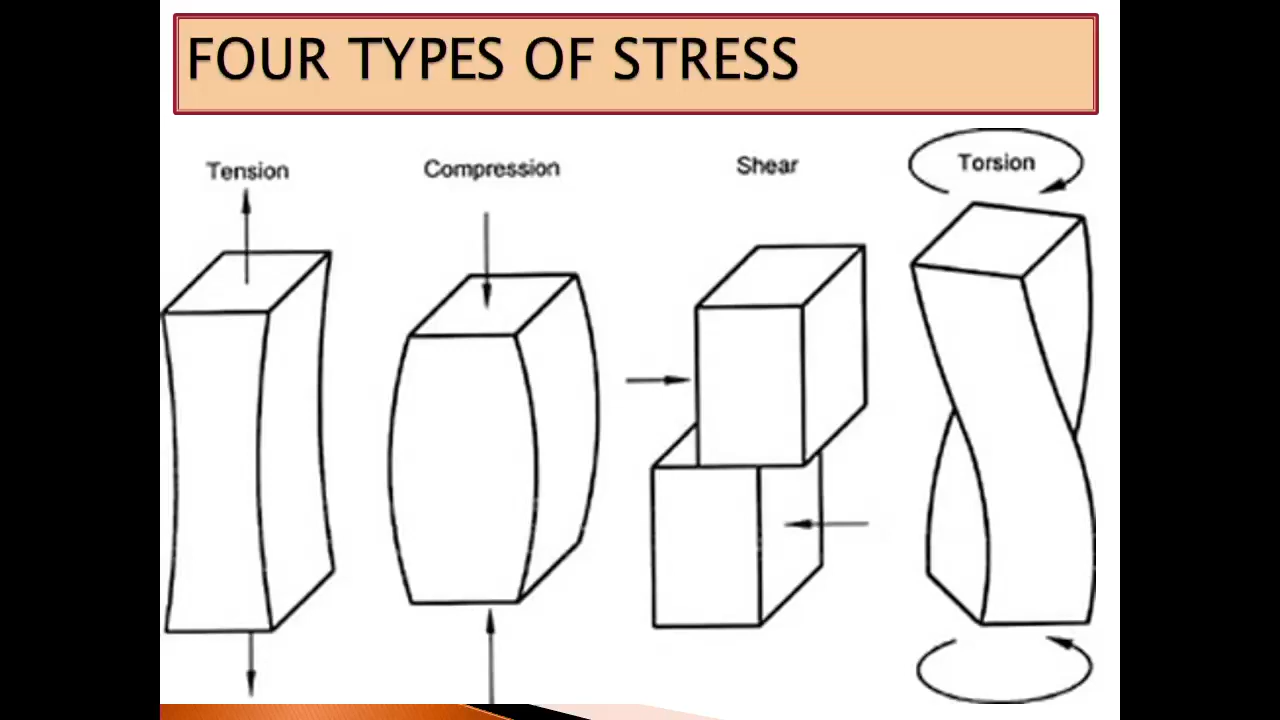 FOUR TYPES OF STRESS
Tension
Compression
Shear
Torsion